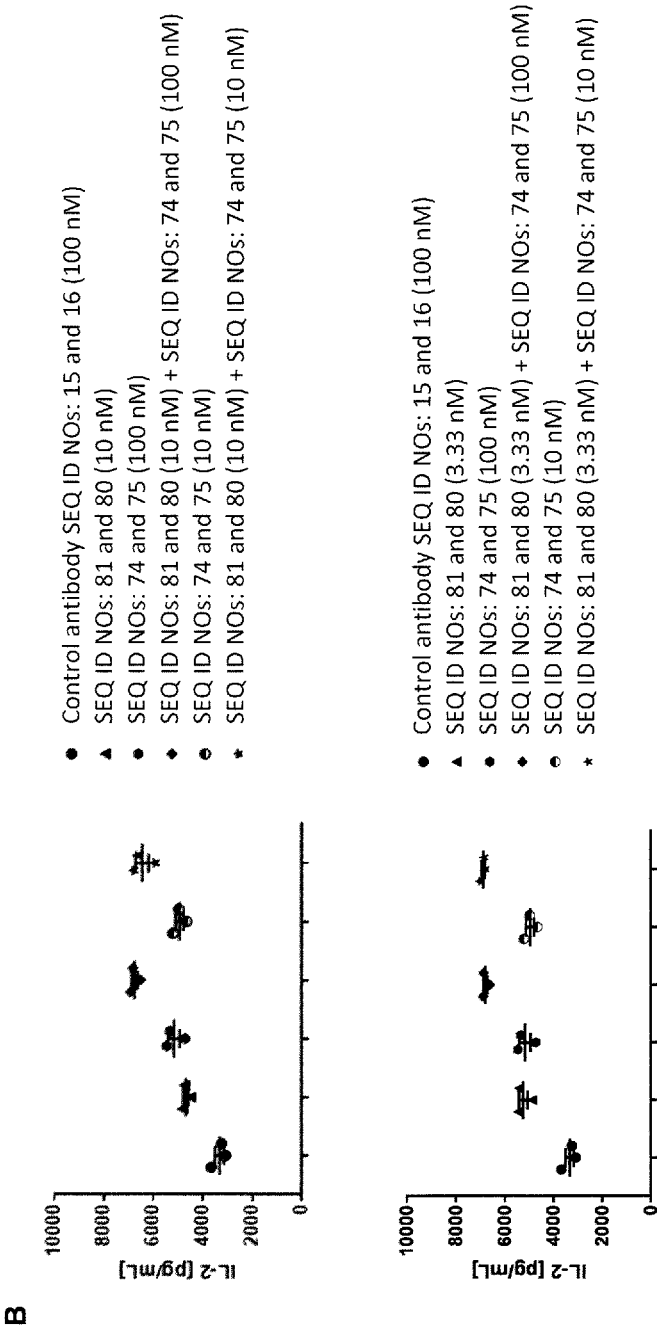 B
IL-2 [pg/mL]
10000
8000
6000
4000
2000
0
Control antibody SEQ ID NOs: 15 and 16 (100 nM)
SEQ ID NOs: 81 and 80 (10 nM)
SEQ ID NOs: 74 and 75 (100 nM)
SEQ ID NOs: 81 and 80 (10 nM) + SEQ ID NOs: 74 and 75 (100 nM)
SEQ ID NOs: 74 and 75 (10 nM)
SEQ ID NOs: 81 and 80 (10 nM) + SEQ ID NOs: 74 and 75 (10 nM)
IL-2 [pg/mL]
10000
8000
6000
4000
2000
0
Control antibody SEQ ID NOs: 15 and 16 (100 nM)
SEQ ID NOs: 81 and 80 (3.33 nM)
SEQ ID NOs: 74 and 75 (100 nM)
SEQ ID NOs: 81 and 80 (3.33 nM) + SEQ ID NOs: 74 and 75 (100 nM)
SEQ ID NOs: 74 and 75 (10 nM)
SEQ ID NOs: 81 and 80 (3.33 nM) + SEQ ID NOs: 74 and 75 (10 nM)